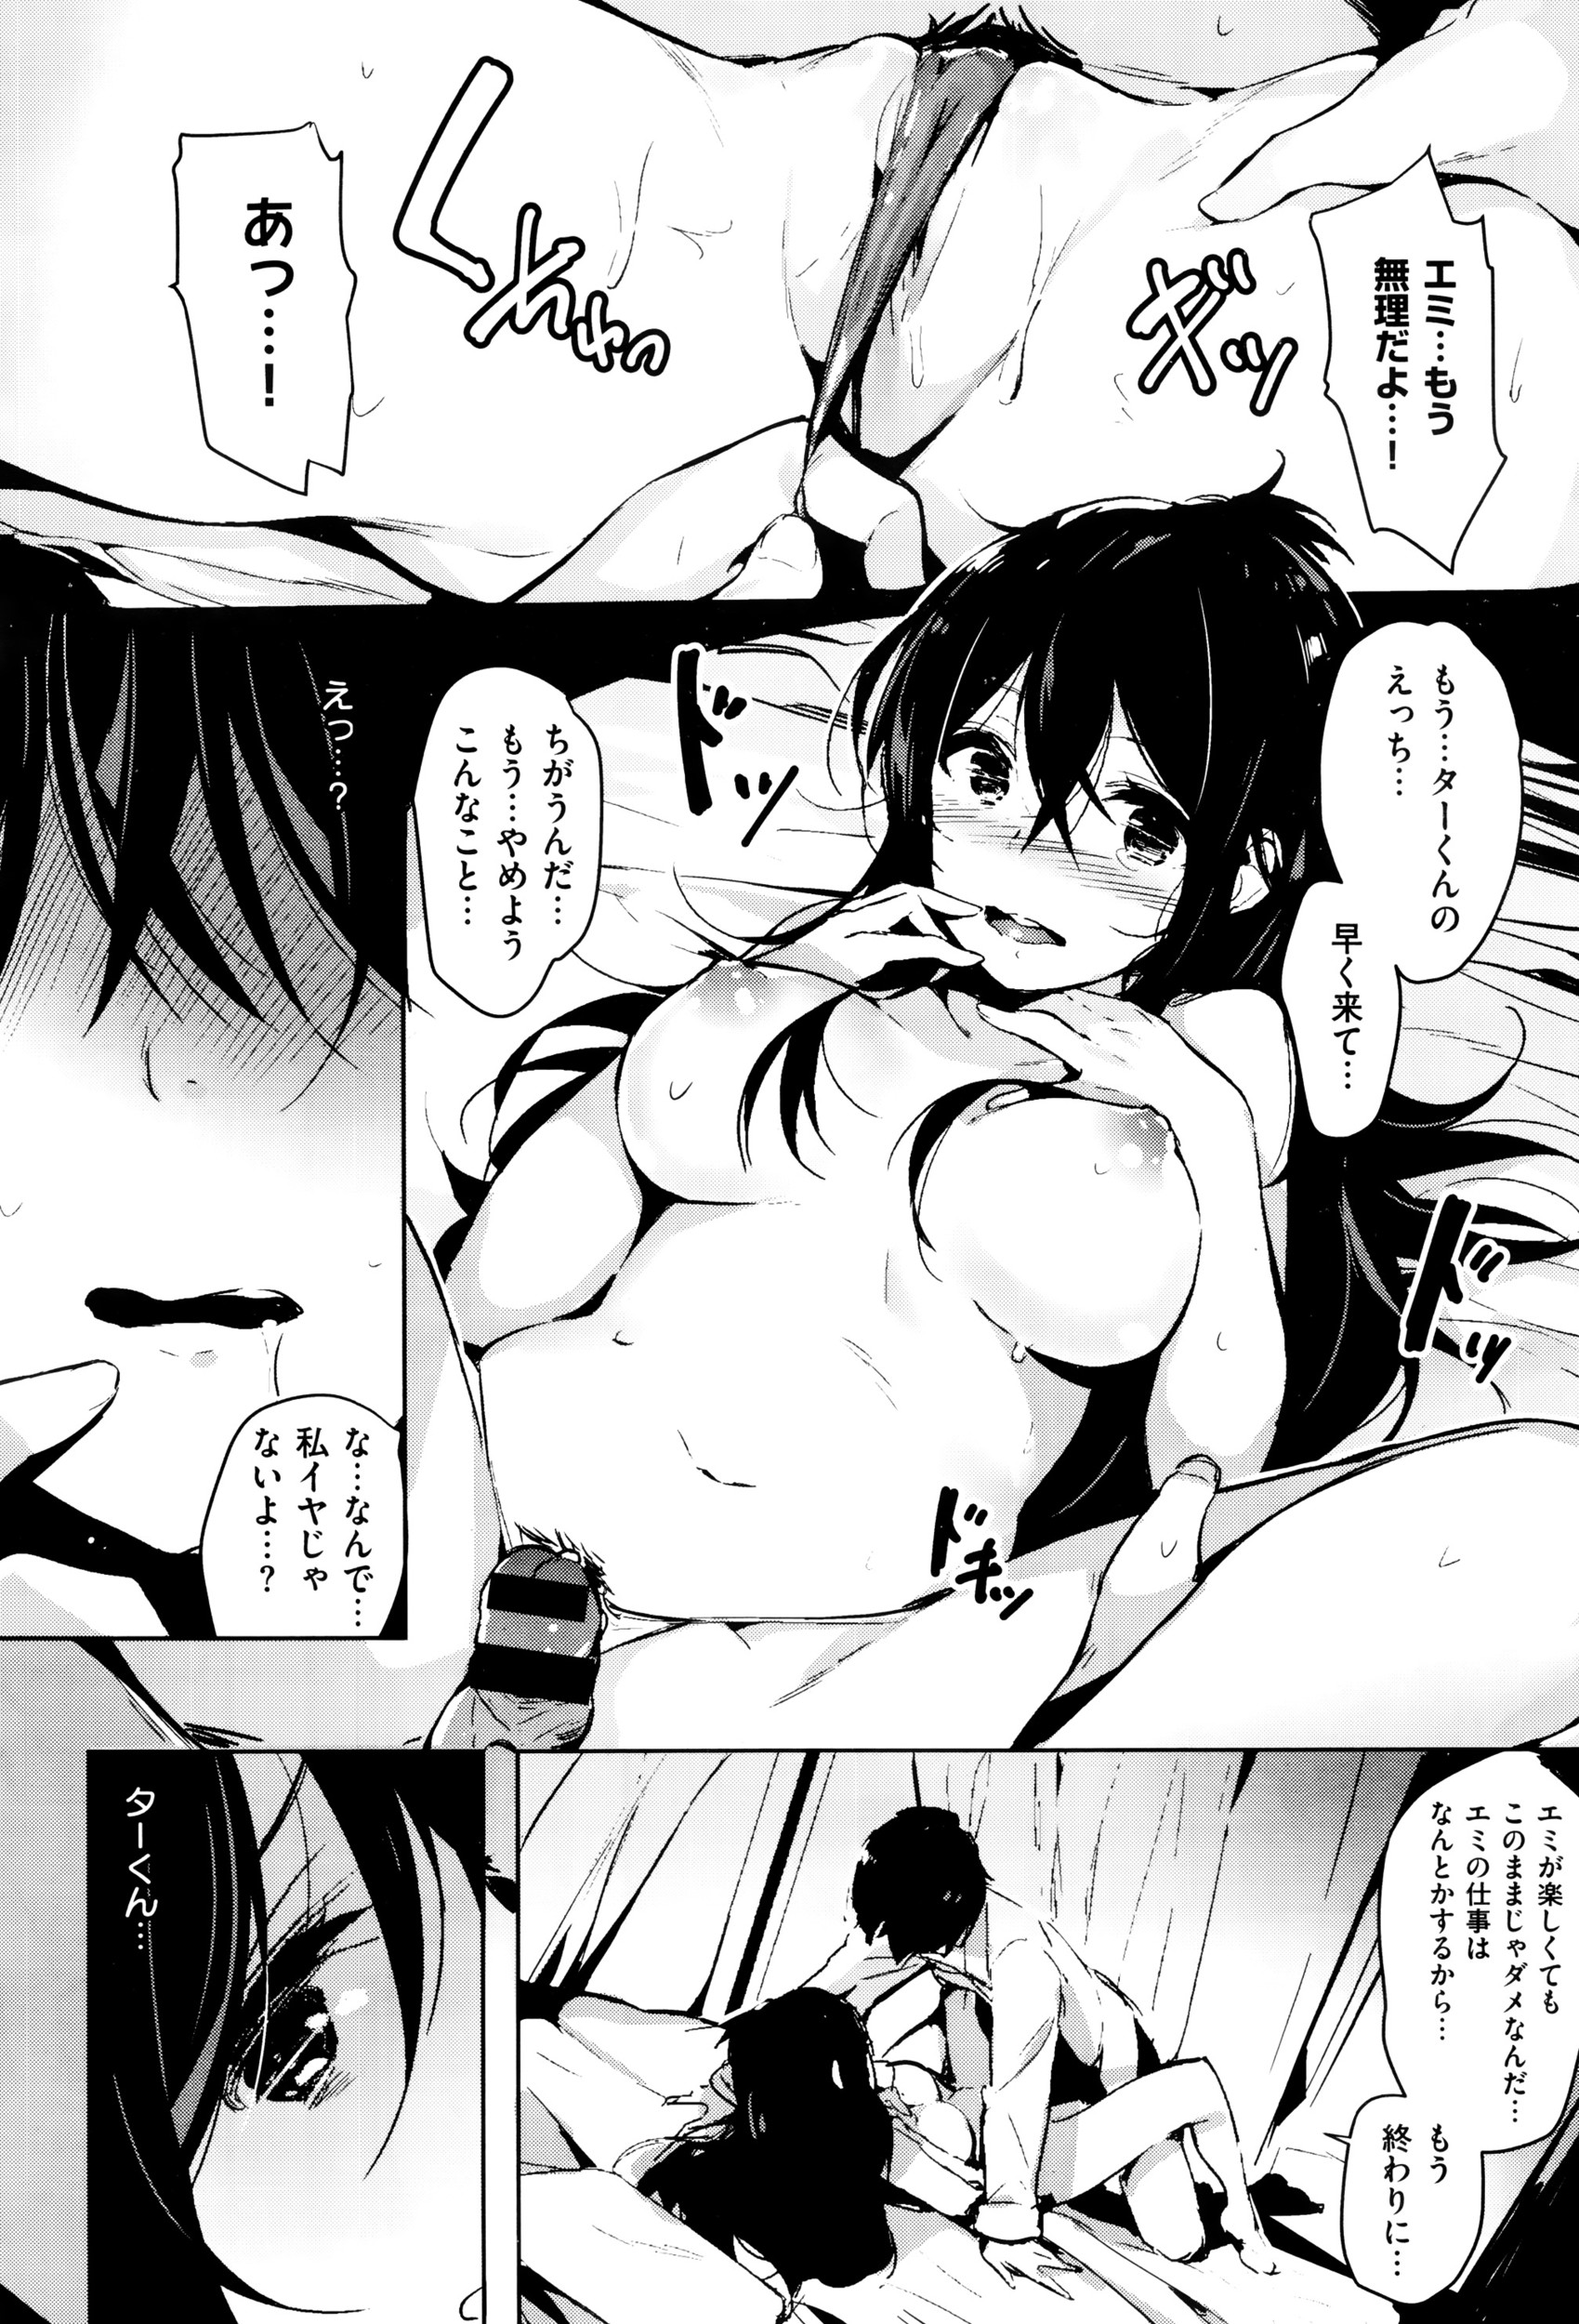 エミ…もう
無理だよ…！
ギッ
くぱぁっ
あっ…！
もう…ターくんの
えっち…
早く来て…
ドッ
ドッ
ドキッ
ちがうんだ…
もう…やめよう
こんなこと…
えっ…？
な…なんで…
私イヤじゃ
ないよ…？
エミが楽しくても
このままじゃダメなんだ…
エミの仕事は
なんとかするから…
もう
終わりに…
ターくん…